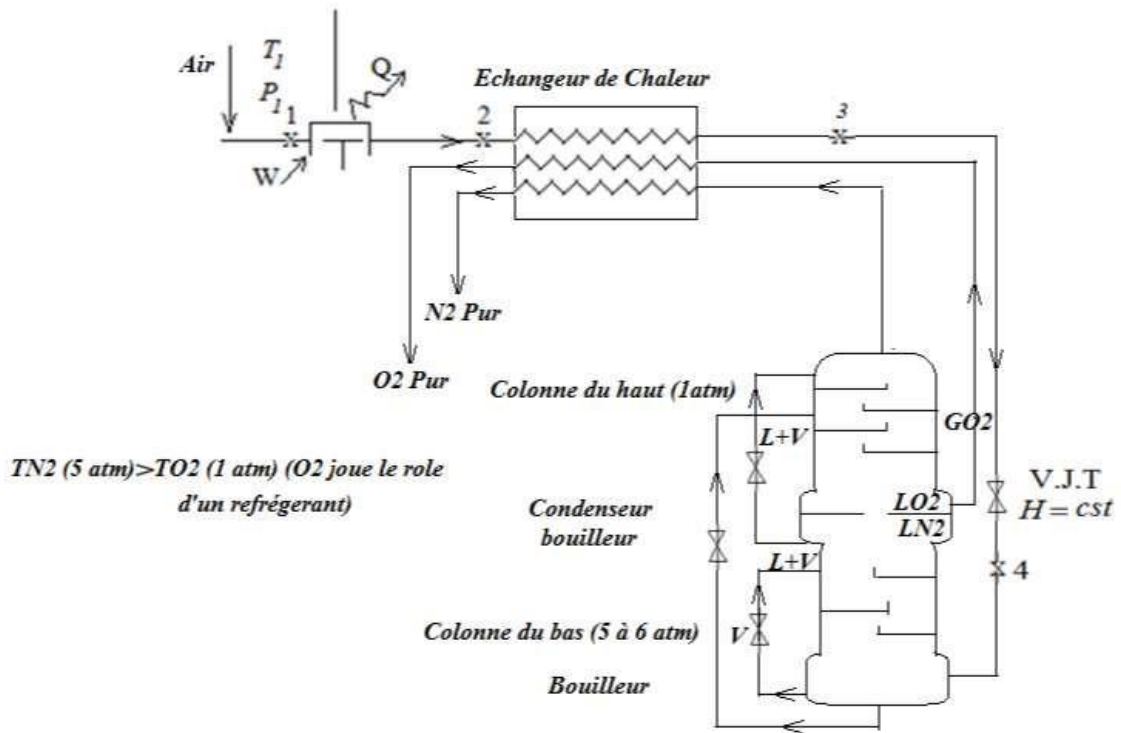 Air
T1
P1
Q
1
W
2
Echangeur de Chaleur
3
N2 Pur
O2 Pur
Colonne du haut (1atm)
GO2
L+V
TN2 (5 atm)>TO2 (1 atm) (O2 joue le role
d'un refrégerant)
V.J.T
H = cst
Condenseur
bouilleur
LO2
LN2
L+V
4
Colonne du bas (5 à 6 atm)
V
Bouilleur